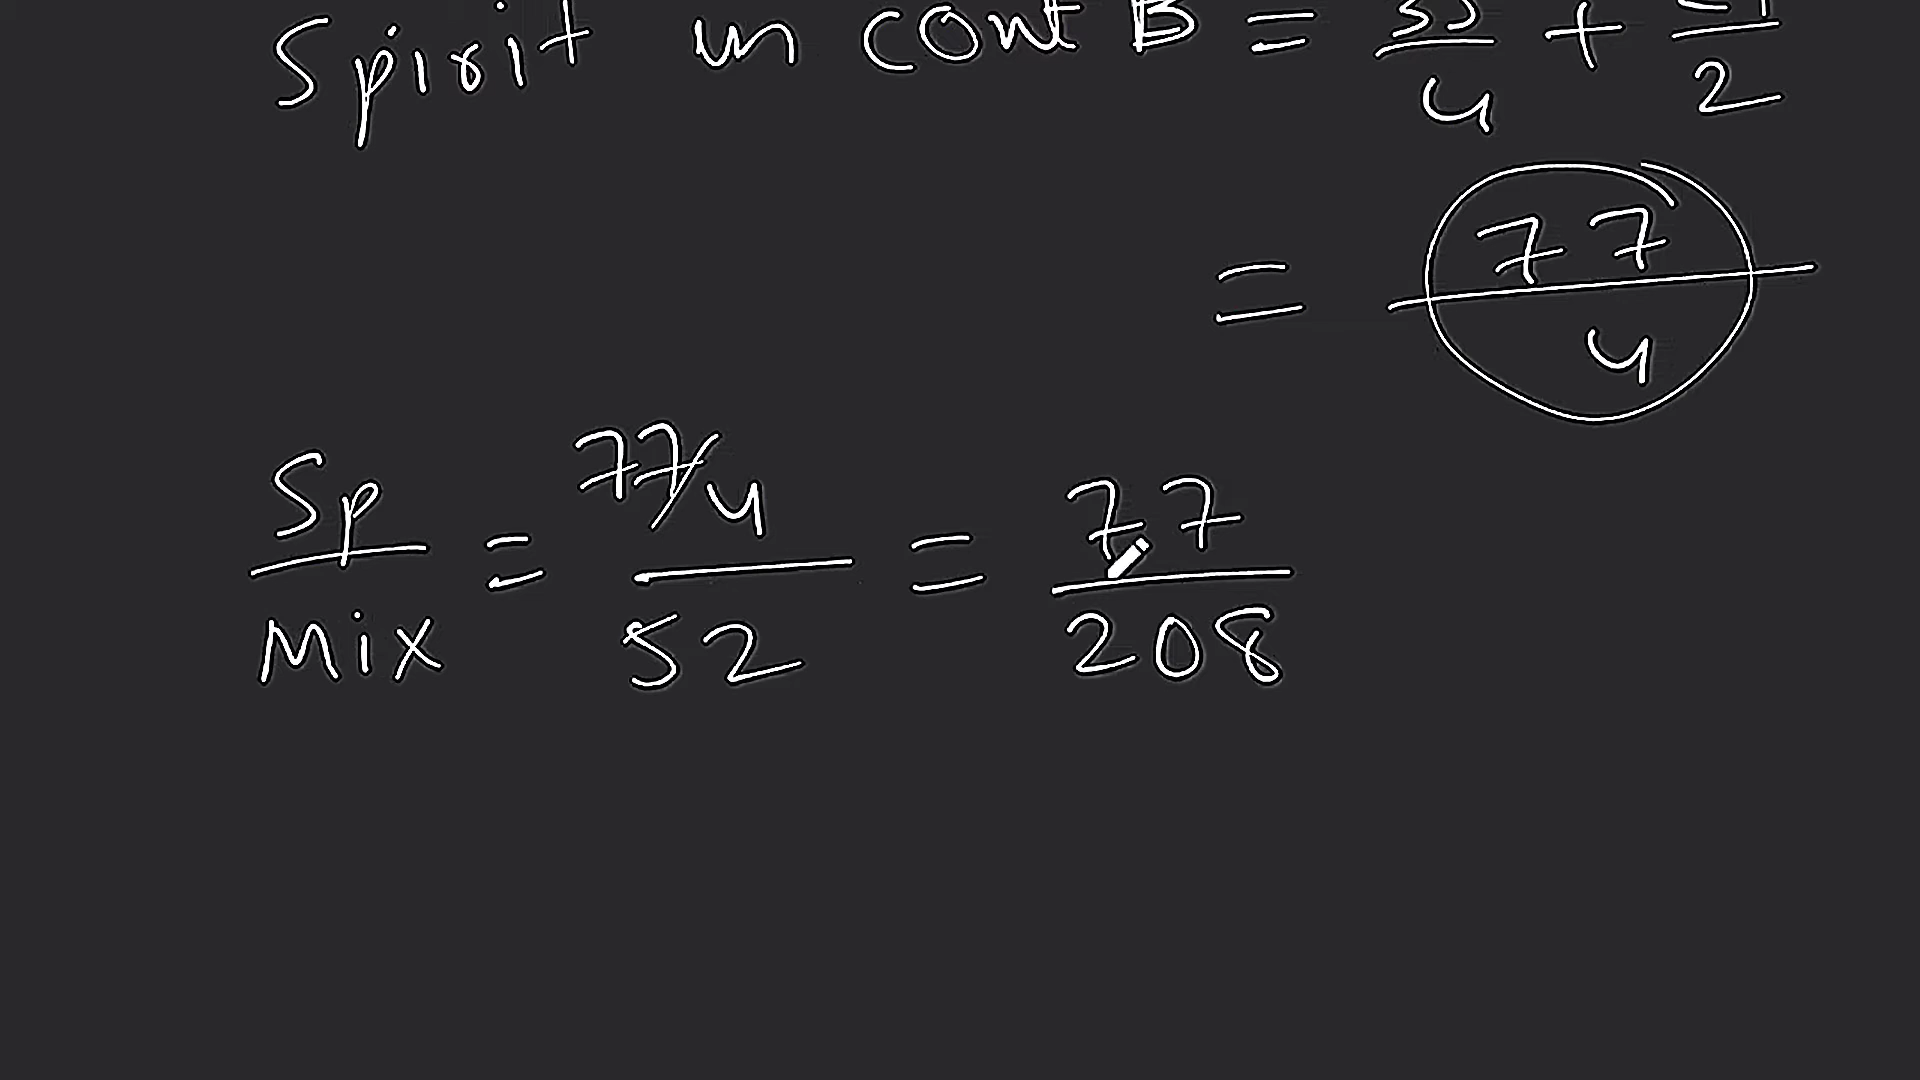 Spirit in cont B = 35/4 + 21/2
= 77/4
Sp/Mix = 77/4/52 = 77/208